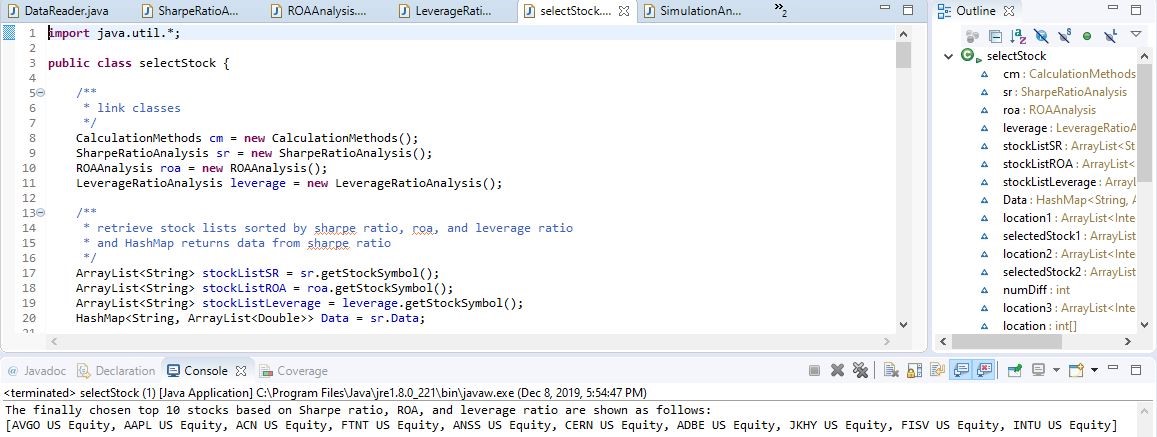 DataReader.java SharpeRatioA... ROAAnalysis.... LeverageRati... selectStock.... SimulationAn... »2
1 import java.util.*;
2
3 public class selectStock {
4
5 /**
6 * link classes
7 */
8 CalculationMethods cm = new CalculationMethods();
9 SharpeRatioAnalysis sr = new SharpeRatioAnalysis();
10 ROAAnalysis roa = new ROAAnalysis();
11 LeverageRatioAnalysis leverage = new LeverageRatioAnalysis();
12
13 /**
14 * retrieve stock lists sorted by sharpe ratio, roa, and leverage ratio
15 * and HashMap returns data from sharpe ratio
16 */
17 ArrayList<String> stockListSR = sr.getStockSymbol();
18 ArrayList<String> stockListROA = roa.getStockSymbol();
19 ArrayList<String> stockListLeverage = leverage.getStockSymbol();
20 HashMap<String, ArrayList<Double>> Data = sr.Data;
21
Outline
selectStock
cm : CalculationMethods
sr : SharpeRatioAnalysis
roa : ROAAnalysis
leverage : LeverageRatioA
stockListSR : ArrayList<St
stockListROA : ArrayList<
stockListLeverage : ArrayL
Data : HashMap<String, A
location1 : ArrayList<Inte
selectedStock1 : ArrayList
location2 : ArrayList<Inte
selectedStock2 : ArrayList
numDiff : int
location3 : ArrayList<Inte
location : int[]
Javadoc Declaration Console Coverage
<terminated> selectStock (1) [Java Application] C:\Program Files\Java\jre1.8.0_221\bin\javaw.exe (Dec 8, 2019, 5:54:47 PM)
The finally chosen top 10 stocks based on Sharpe ratio, ROA, and leverage ratio are shown as follows:
[AVGO US Equity, AAPL US Equity, ACN US Equity, FTNT US Equity, ANSS US Equity, CERN US Equity, ADBE US Equity, JKHY US Equity, FISV US Equity, INTU US Equity]